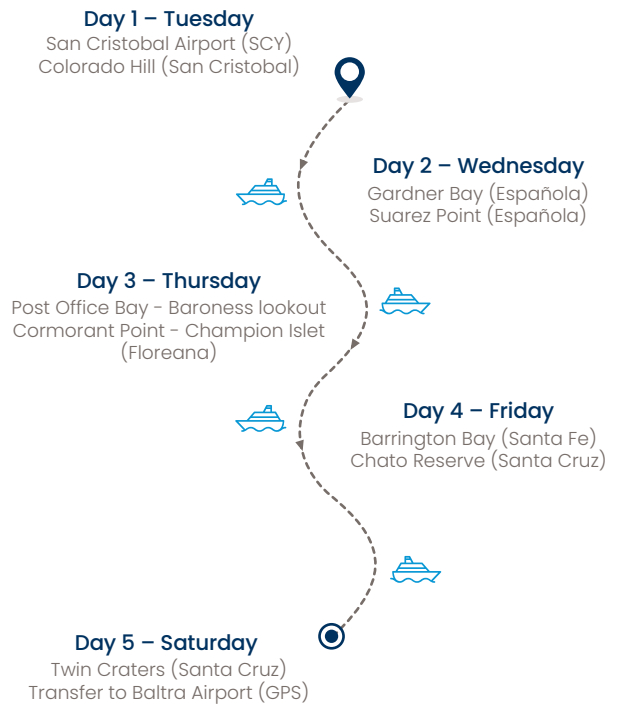 Day 1 – Tuesday
San Cristobal Airport (SCY)
Colorado Hill (San Cristobal)
Day 2 – Wednesday
Gardner Bay (Española)
Suarez Point (Española)
Day 3 – Thursday
Post Office Bay - Baroness lookout
Cormorant Point - Champion Islet
(Floreana)
Day 4 – Friday
Barrington Bay (Santa Fe)
Chato Reserve (Santa Cruz)
Day 5 – Saturday
Twin Craters (Santa Cruz)
Transfer to Baltra Airport (GPS)